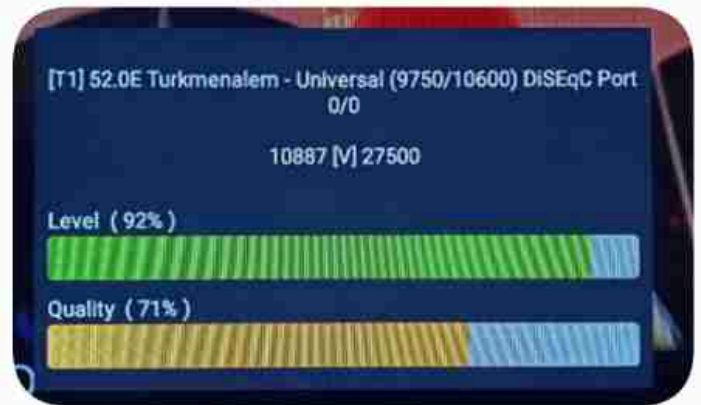 [T1] 52.0E Turkmenalem - Universal (9750/10600) DiSEqC Port
0/0
10887 [V] 27500
Level ( 92% )
Quality ( 71% )